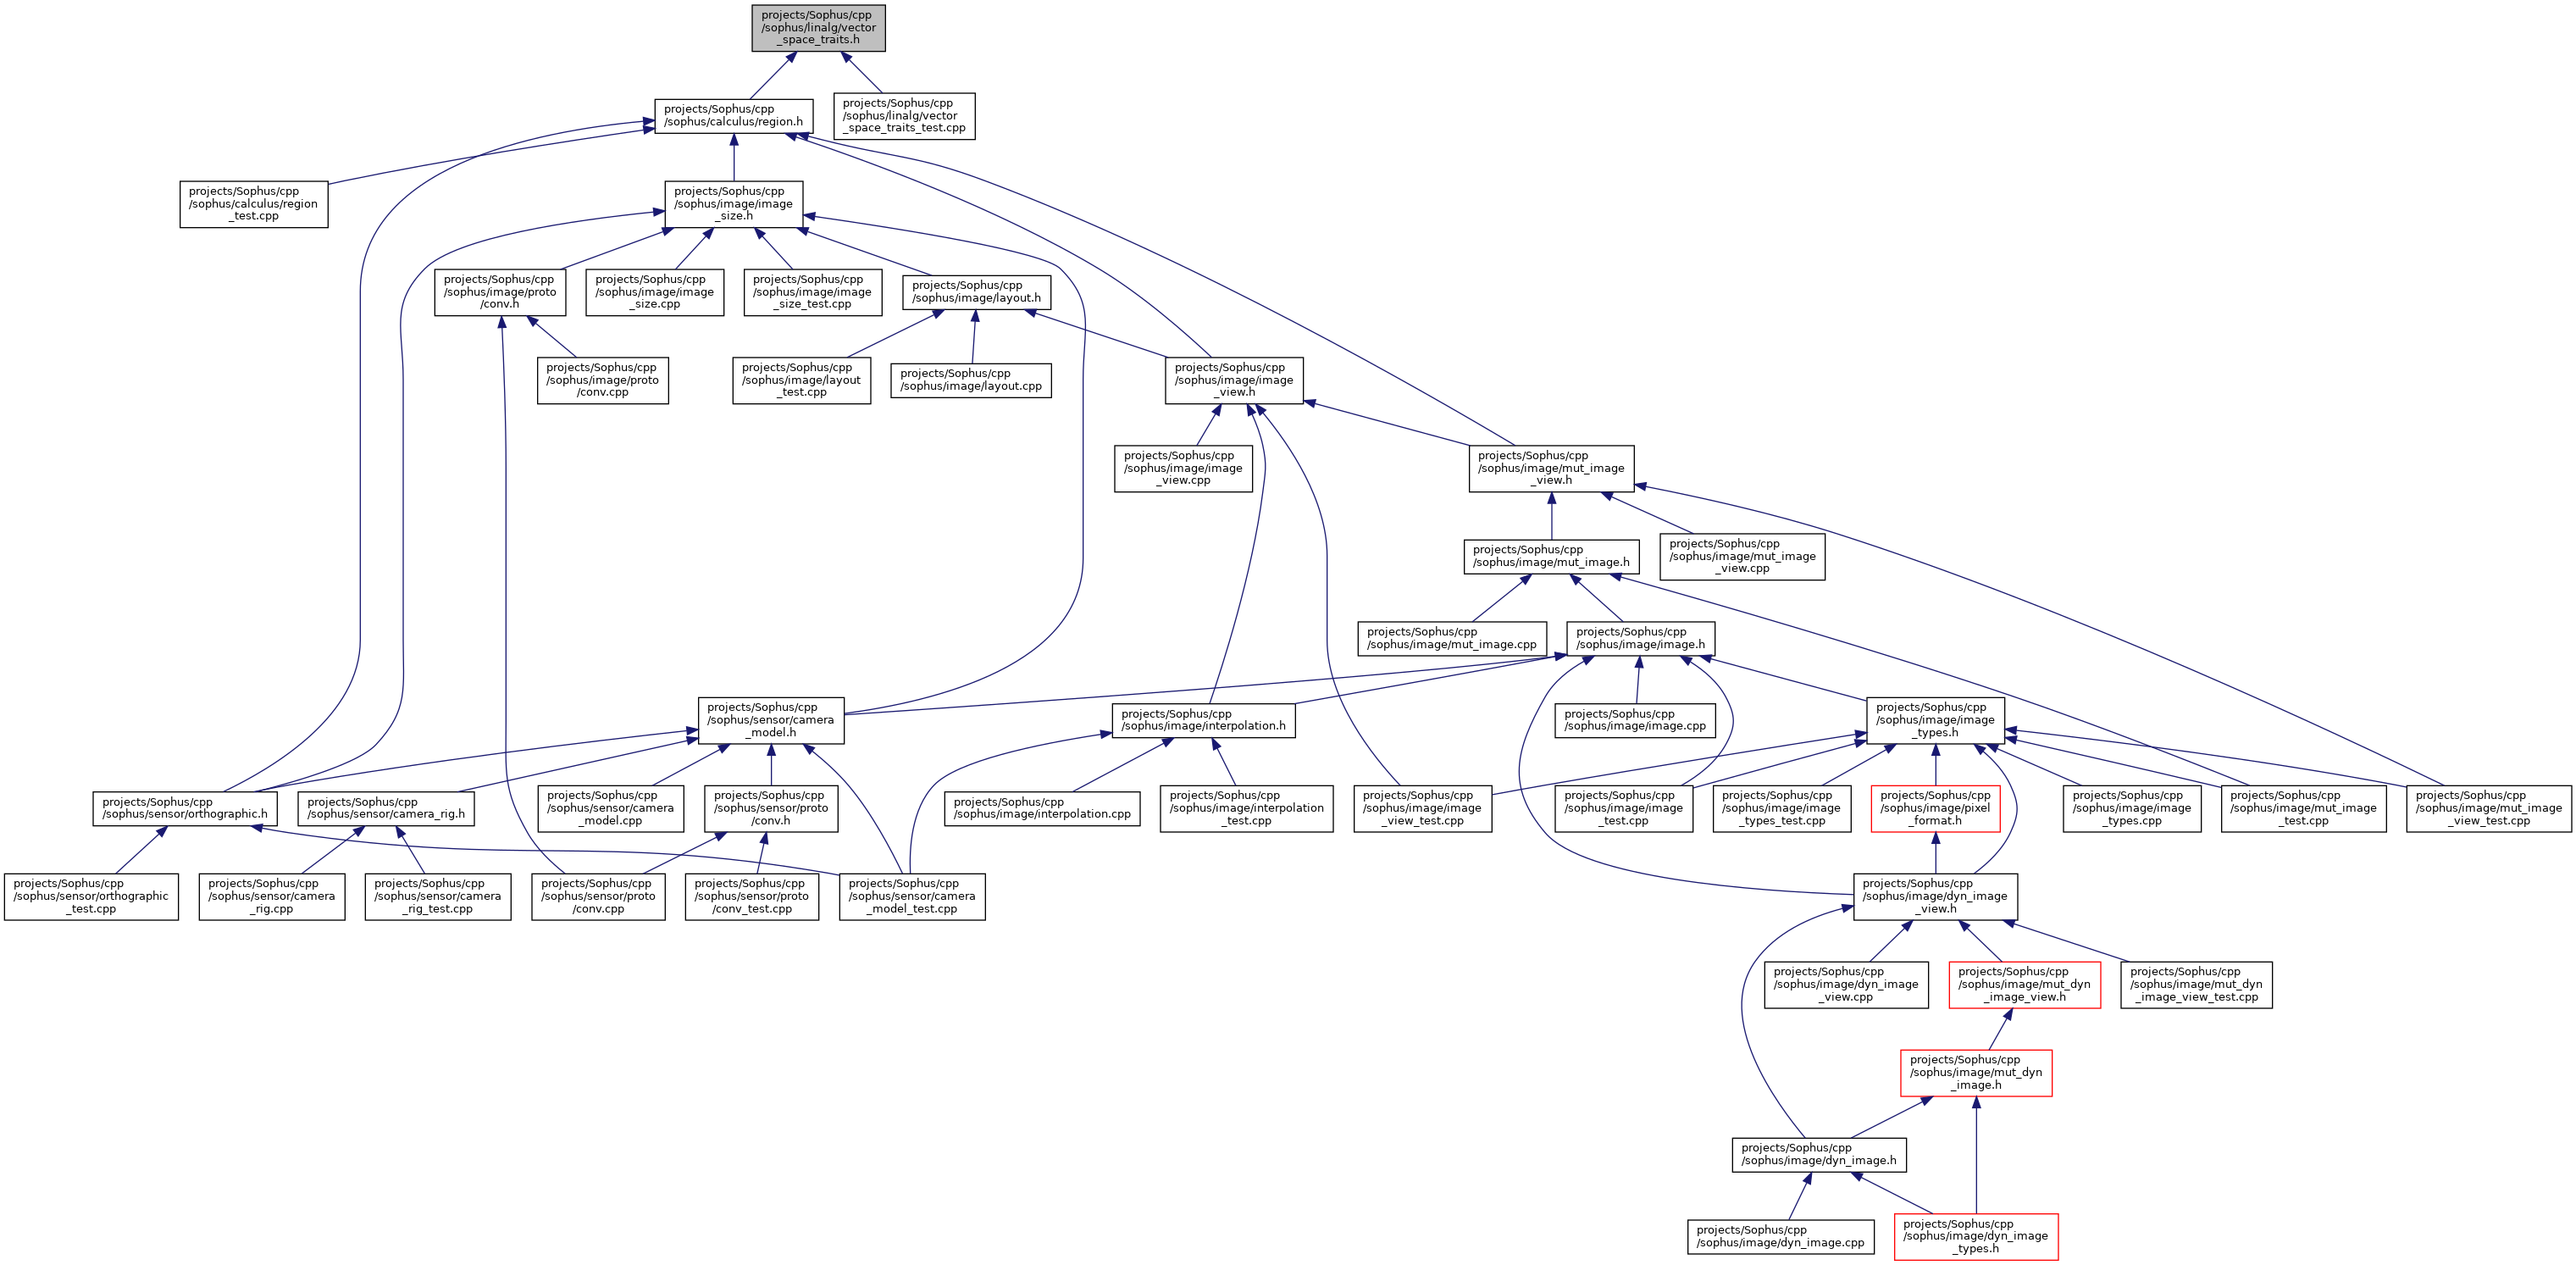 projects/Sophus/cpp
/sophus/linalg/vector
_space_traits.h
projects/Sophus/cpp
/sophus/calculus/region.h
projects/Sophus/cpp
/sophus/linalg/vector
_space_traits_test.cpp
projects/Sophus/cpp
/sophus/calculus/region
_test.cpp
projects/Sophus/cpp
/sophus/image/image
_size.h
projects/Sophus/cpp
/sophus/image/proto
/conv.h
projects/Sophus/cpp
/sophus/image/image
_size.cpp
projects/Sophus/cpp
/sophus/image/image
_size_test.cpp
projects/Sophus/cpp
/sophus/image/layout.h
projects/Sophus/cpp
/sophus/image/proto
/conv.cpp
projects/Sophus/cpp
/sophus/image/layout
_test.cpp
projects/Sophus/cpp
/sophus/image/layout.cpp
projects/Sophus/cpp
/sophus/image/image
_view.h
projects/Sophus/cpp
/sophus/image/image
_view.cpp
projects/Sophus/cpp
/sophus/image/mut_image
_view.h
projects/Sophus/cpp
/sophus/image/mut_image.h
projects/Sophus/cpp
/sophus/image/mut_image
_view.cpp
projects/Sophus/cpp
/sophus/image/mut_image.cpp
projects/Sophus/cpp
/sophus/image/image.h
projects/Sophus/cpp
/sophus/sensor/camera
_model.h
projects/Sophus/cpp
/sophus/image/interpolation.h
projects/Sophus/cpp
/sophus/image/image.cpp
projects/Sophus/cpp
/sophus/image/image
_types.h
projects/Sophus/cpp
/sophus/sensor/orthographic.h
projects/Sophus/cpp
/sophus/sensor/camera_rig.h
projects/Sophus/cpp
/sophus/sensor/camera
_model.cpp
projects/Sophus/cpp
/sophus/sensor/proto
/conv.h
projects/Sophus/cpp
/sophus/image/interpolation.cpp
projects/Sophus/cpp
/sophus/image/interpolation
_test.cpp
projects/Sophus/cpp
/sophus/image/image
_view_test.cpp
projects/Sophus/cpp
/sophus/image/image
_test.cpp
projects/Sophus/cpp
/sophus/image/image
_types_test.cpp
projects/Sophus/cpp
/sophus/image/pixel
_format.h
projects/Sophus/cpp
/sophus/image/image
_types.cpp
projects/Sophus/cpp
/sophus/image/mut_image
_test.cpp
projects/Sophus/cpp
/sophus/image/mut_image
_view_test.cpp
projects/Sophus/cpp
/sophus/sensor/orthographic
_test.cpp
projects/Sophus/cpp
/sophus/sensor/camera
_rig.cpp
projects/Sophus/cpp
/sophus/sensor/camera
_rig_test.cpp
projects/Sophus/cpp
/sophus/sensor/proto
/conv.cpp
projects/Sophus/cpp
/sophus/sensor/proto
/conv_test.cpp
projects/Sophus/cpp
/sophus/sensor/camera
_model_test.cpp
projects/Sophus/cpp
/sophus/image/dyn_image
_view.h
projects/Sophus/cpp
/sophus/image/dyn_image
_view.cpp
projects/Sophus/cpp
/sophus/image/mut_dyn
_image_view.h
projects/Sophus/cpp
/sophus/image/mut_dyn
_image_view_test.cpp
projects/Sophus/cpp
/sophus/image/mut_dyn
_image.h
projects/Sophus/cpp
/sophus/image/dyn_image.h
projects/Sophus/cpp
/sophus/image/dyn_image.cpp
projects/Sophus/cpp
/sophus/image/dyn_image
_types.h